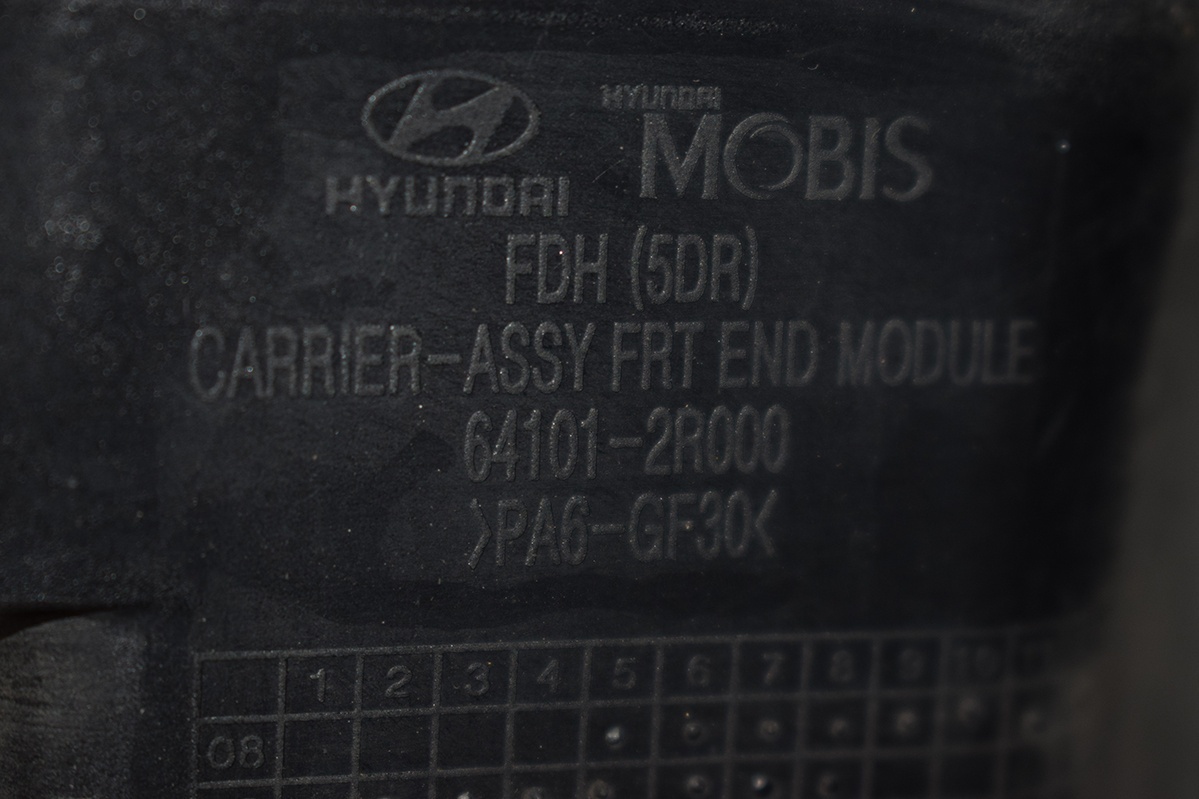 HYUNDAI
HYUNDAI
MOBIS
FDH (5DR)
CARRIER-ASSY FRT END MODULE
64101-2R000
>PA6-GF30<
1 2 3 4 5 6 7 8 9 10
08